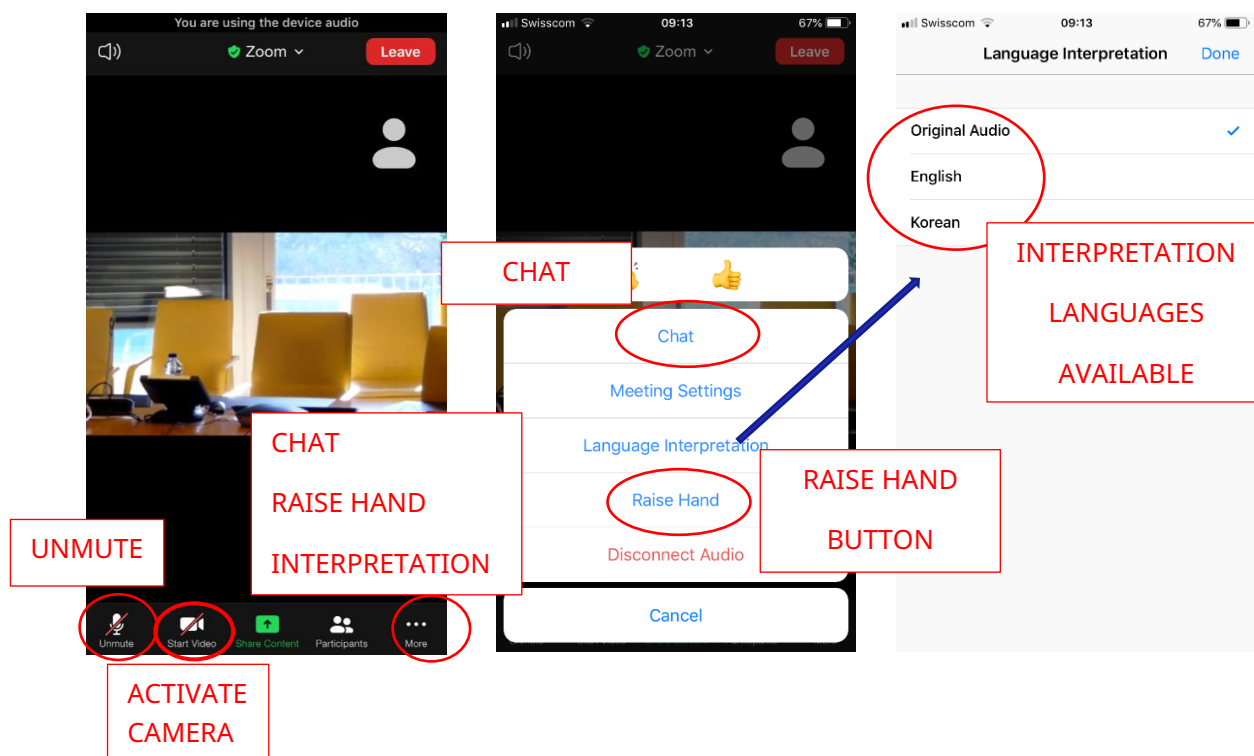 You are using the device audio
Zoom
Leave
Unmute
Start Video
Share Content
Participants
More
UNMUTE
ACTIVATE
CAMERA
CHAT
RAISE HAND
INTERPRETATION
Swisscom
09:13
67%
Zoom
Leave
CHAT
Chat
Meeting Settings
Language Interpretation
Raise Hand
Disconnect Audio
Cancel
RAISE HAND
BUTTON
Swisscom
09:13
67%
Language Interpretation
Done
Original Audio
English
Korean
INTERPRETATION
LANGUAGES
AVAILABLE